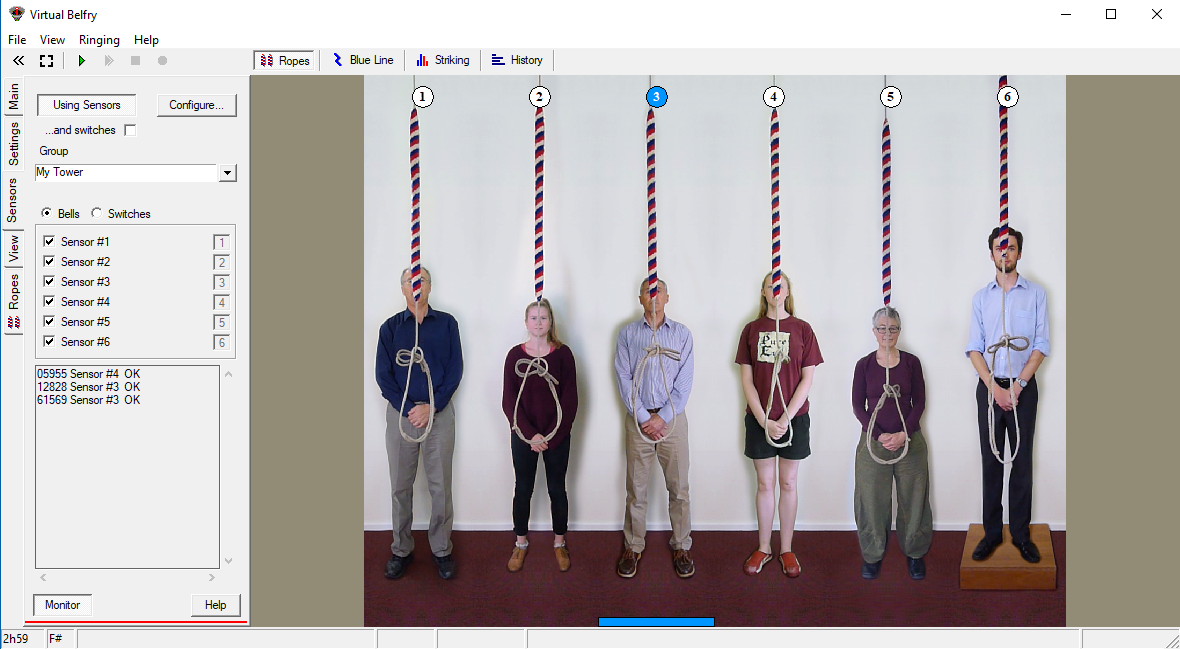 Virtual Belfry
File View Ringing Help
Ropes Blue Line Striking History
Main
Settings
Sensors
View
Ropes
Using Sensors Configure...
...and switches
Group
My Tower
Bells Switches
Sensor #1 1
Sensor #2 2
Sensor #3 3
Sensor #4 4
Sensor #5 5
Sensor #6 6
05955 Sensor #4 OK
12828 Sensor #3 OK
61569 Sensor #3 OK
Monitor Help
2h59 F#
1 2 3 4 5 6
Pure